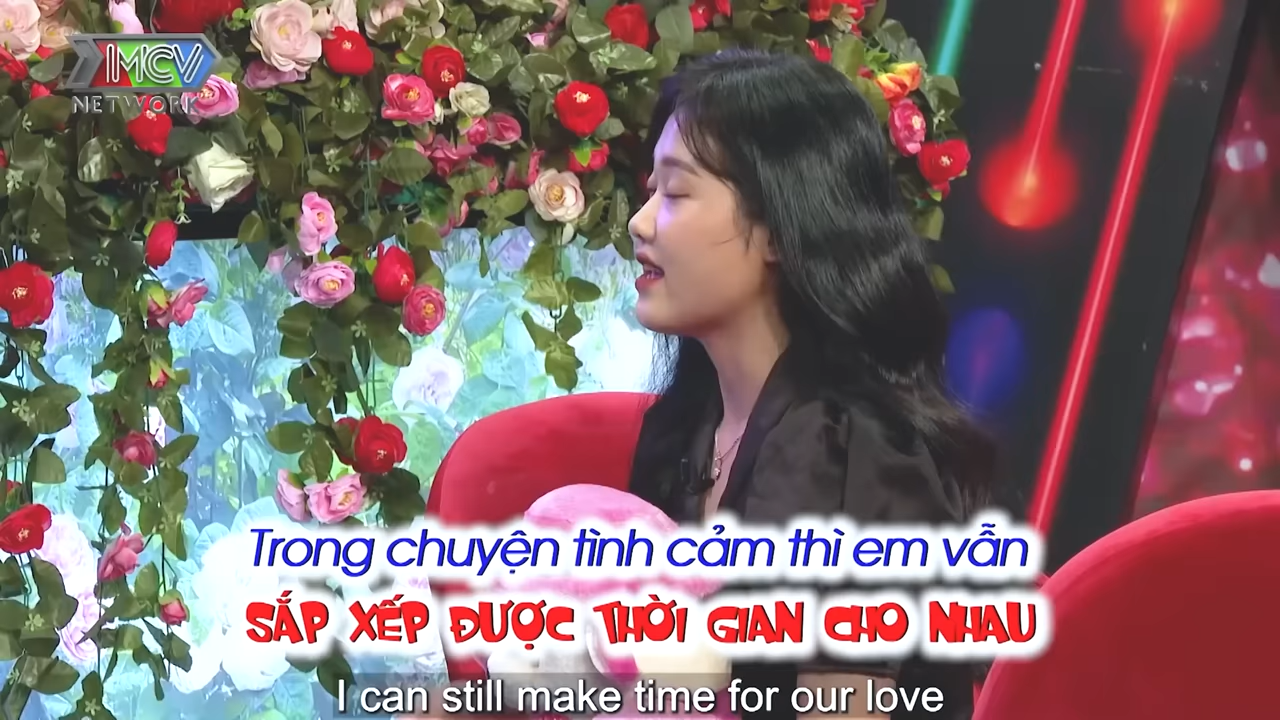 MCV
NETWORK
Trong chuyện tình cảm thì em vẫn
SẮP XẾP ĐƯỢC THỜI GIAN CHO NHAU
I can still make time for our love